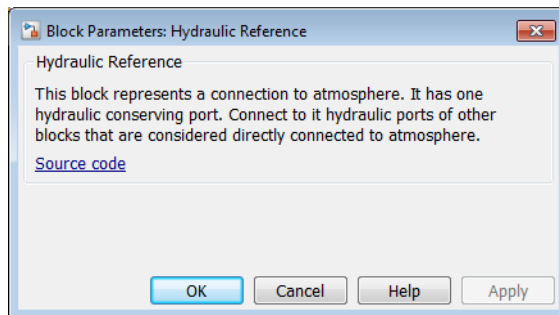 Block Parameters: Hydraulic Reference
Hydraulic Reference
This block represents a connection to atmosphere. It has one
hydraulic conserving port. Connect to it hydraulic ports of other
blocks that are considered directly connected to atmosphere.
Source code
OK Cancel Help Apply